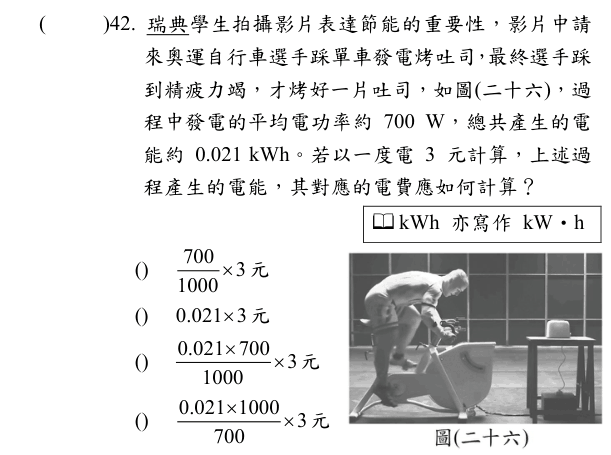 (　　)42. 瑞典學生拍攝影片表達節能的重要性，影片中請
來奧運自行車選手踩單車發電烤吐司，最終選手踩
到精疲力竭，才烤好一片吐司，如圖(二十六)，過
程中發電的平均電功率約 700 W，總共產生的電
能約 0.021 kWh。若以一度電 3 元計算，上述過
程產生的電能，其對應的電費應如何計算？
🕮 kWh 亦寫作 kW・h
() 700/1000 × 3 元
() 0.021 × 3 元
() 0.021 × 700/1000 × 3 元
() 0.021 × 1000/700 × 3 元
圖(二十六)